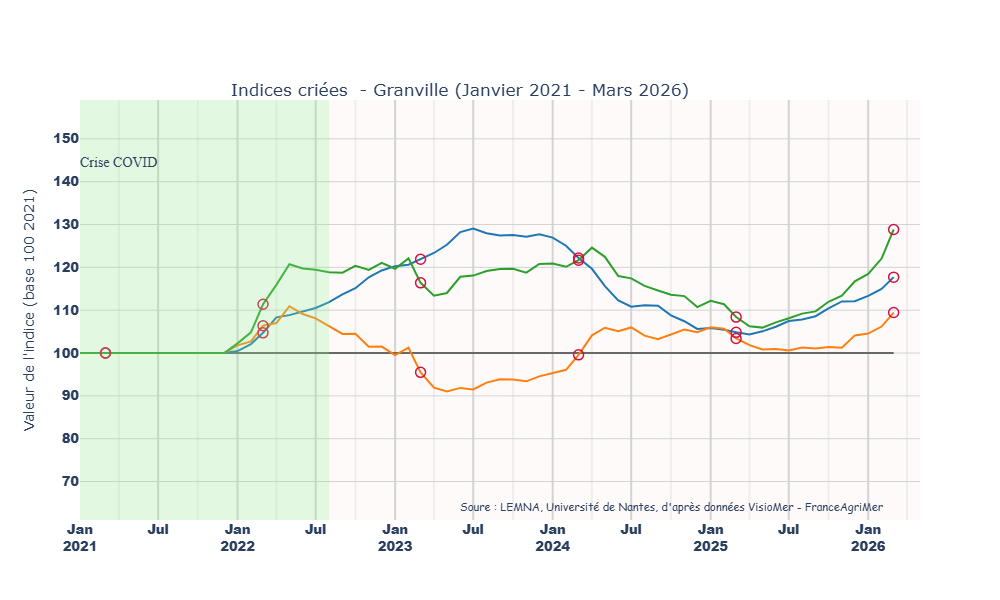 Indices criées  - Granville (Janvier 2021 - Mars 2026)
Valeur de l'indice (base 100 2021)
150
Crise COVID
140
130
120
110
100
90
80
70
Soure : LEMNA, Université de Nantes, d'après données VisioMer - FranceAgriMer
Jan Jul Jan Jul Jan Jul Jan Jul Jan Jul Jan
2021 2022 2023 2024 2025 2026